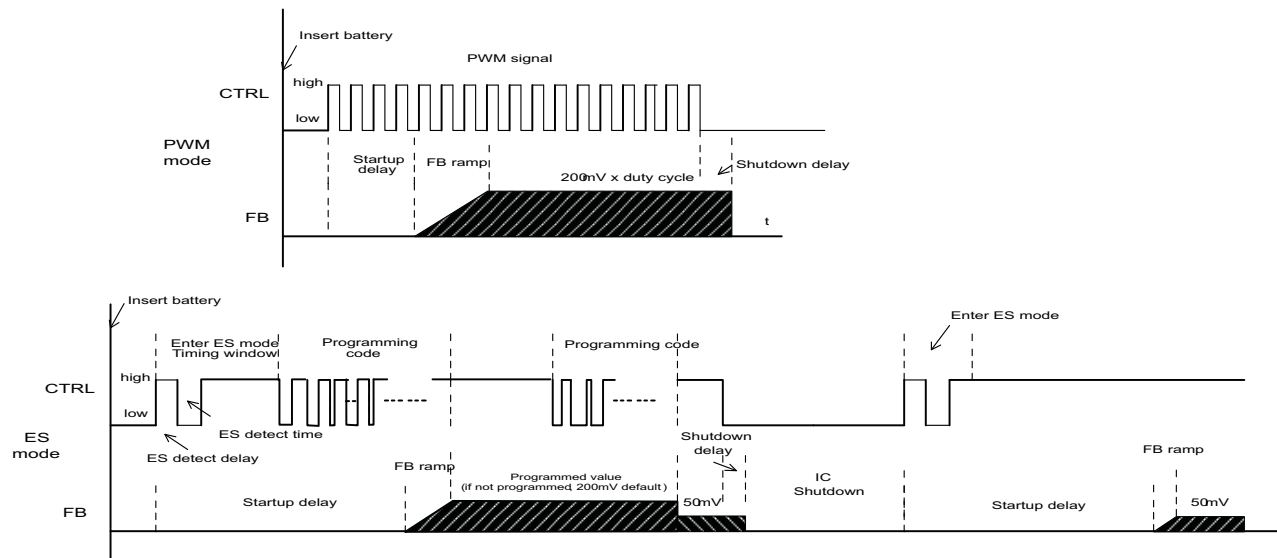 Insert battery
PWM signal
high
CTRL
low
PWM
mode
Startup
delay
FB ramp
Shutdown delay
200mV x duty cycle
FB
t
Insert battery
Enter ES mode
Enter ES mode
Timing window
Programming
code
Programming code
high
CTRL
low
ES
mode
ES detect time
ES detect delay
Shutdown
delay
FB ramp
FB ramp
Programmed value
(if not programmed, 200mV default)
IC
Shutdown
Startup delay
50mV
Startup delay
50mV
FB